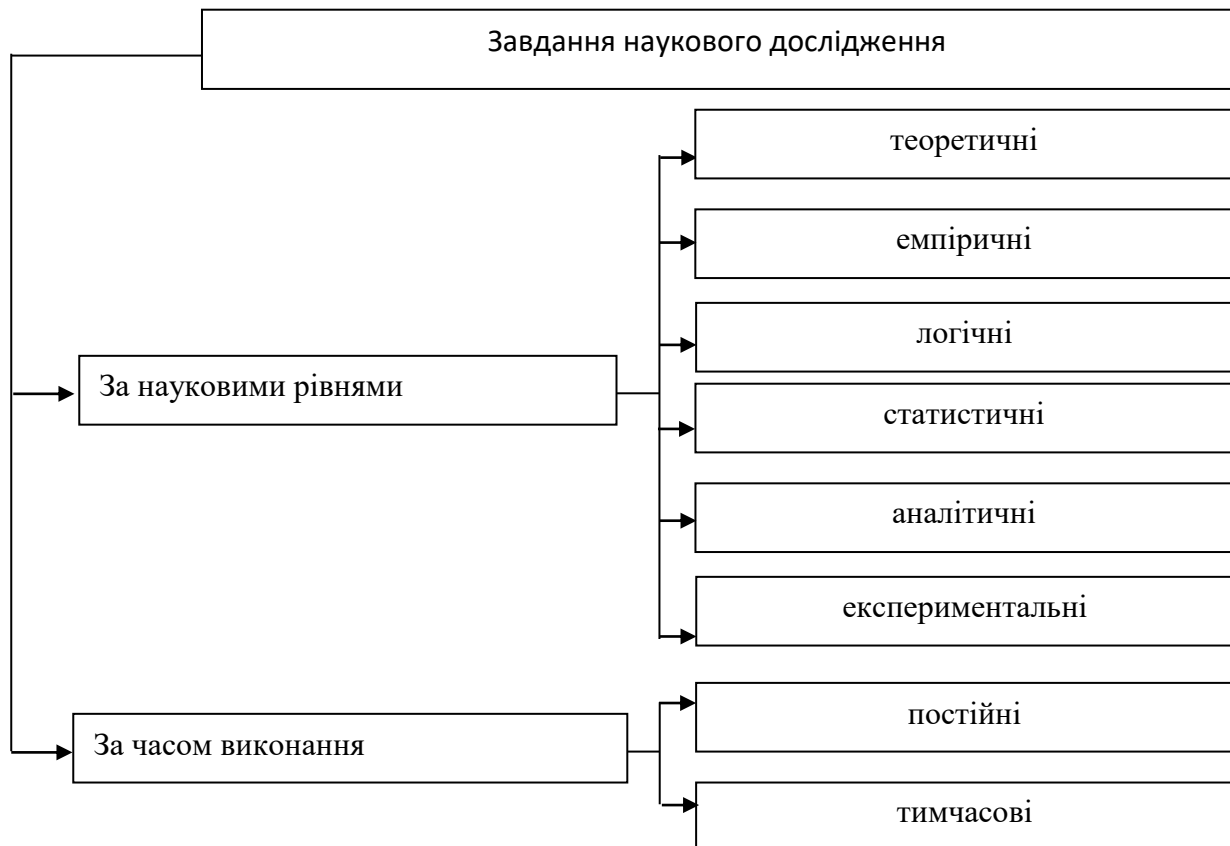 Завдання наукового дослідження
теоретичні
емпіричні
логічні
За науковими рівнями
статистичні
аналітичні
експериментальні
постійні
За часом виконання
тимчасові